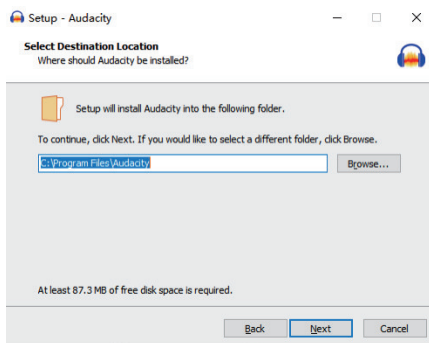 Setup - Audacity
Select Destination Location
Where should Audacity be installed?
Setup will install Audacity into the following folder.
To continue, click Next. If you would like to select a different folder, click Browse.
C:\Program Files\Audacity
Browse...
At least 87.3 MB of free disk space is required.
Back Next Cancel